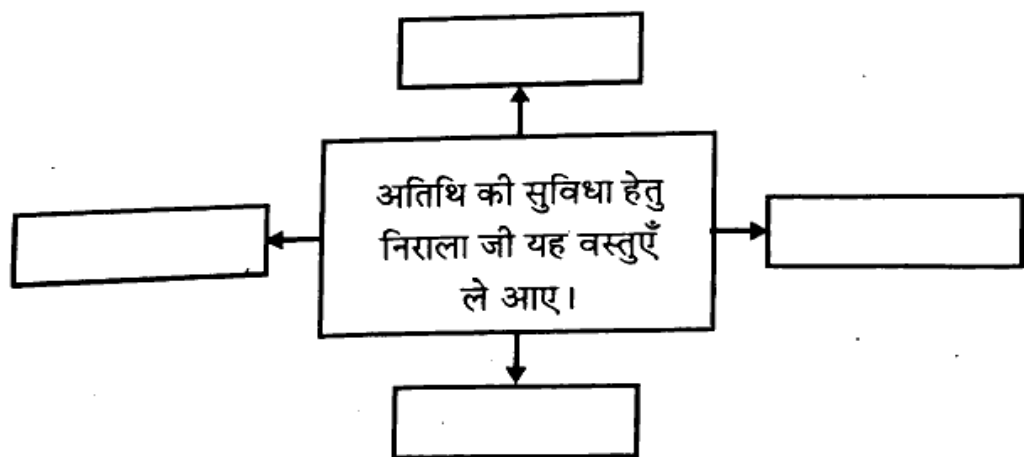 अतिथि की सुविधा हेतु
निराला जी यह वस्तुएँ
ले आए।